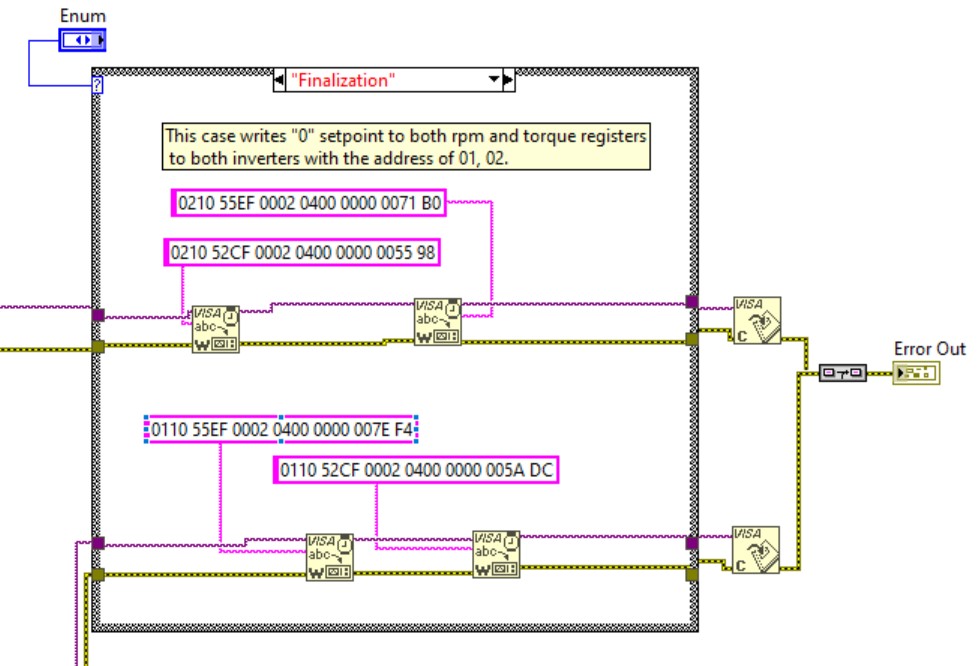 Enum
?
"Finalization"
This case writes "0" setpoint to both rpm and torque registers
to both inverters with the address of 01, 02.
0210 55EF 0002 0400 0000 0071 B0
0210 52CF 0002 0400 0000 0055 98
VISA
abc
W
VISA
abc
W
VISA
C
Error Out
0110 55EF 0002 0400 0000 007E F4
0110 52CF 0002 0400 0000 005A DC
VISA
abc
W
VISA
abc
W
VISA
C